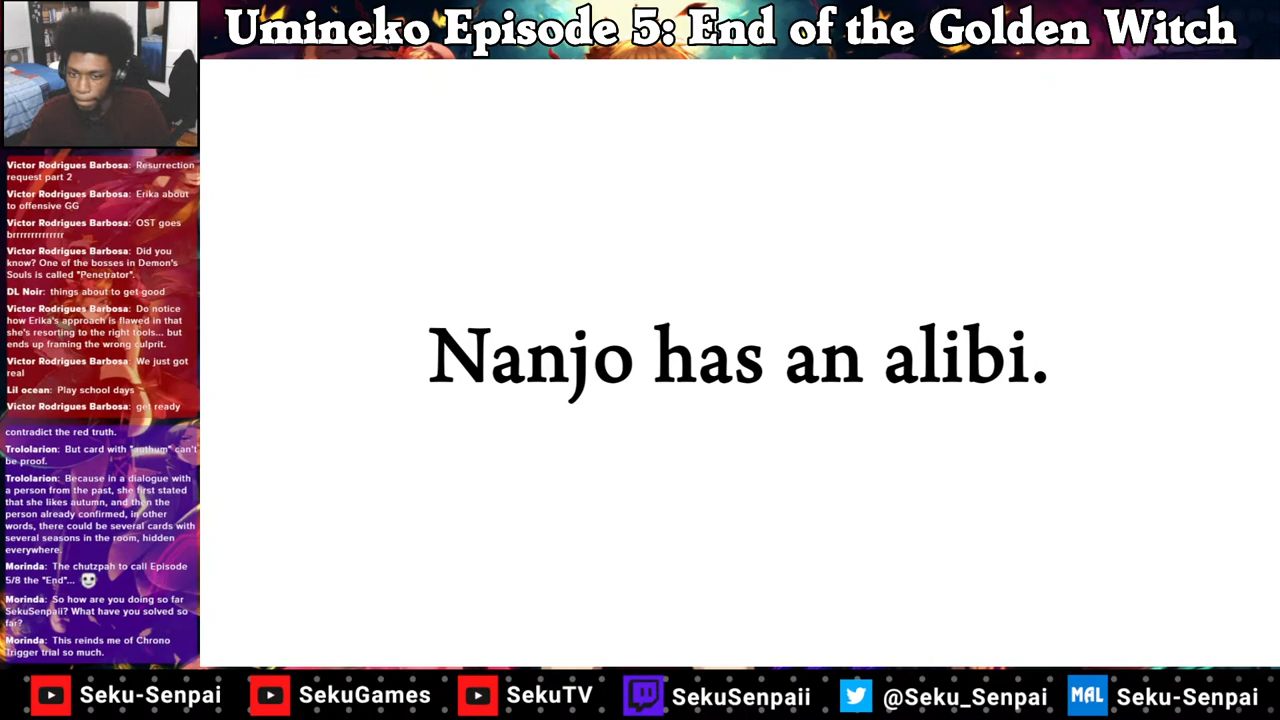 Umineko Episode 5: End of the Golden Witch
Victor Rodrigues Barbosa: Resurrection
request part 2
Victor Rodrigues Barbosa: Erika about
to offensive GG
Victor Rodrigues Barbosa: OST goes
brrrrrrrrrrrrrr
Victor Rodrigues Barbosa: Did you
know? One of the bosses in Demon's
Souls is called "Penetrator".
DL Noir: things about to get good
Victor Rodrigues Barbosa: Do notice
how Erika's approach is flawed in that
she's resorting to the right tools... but
ends up framing the wrong culprit.
Victor Rodrigues Barbosa: We just got
real
Lil ocean: Play school days
Victor Rodrigues Barbosa: get ready
contradict the red truth.
Trololarion: But card with "authum" can't
be proof.
Trololarion: Because in a dialogue with
a person from the past, she first stated
that she likes autumn, and then the
person already confirmed, in other
words, there could be several cards with
several seasons in the room, hidden
everywhere.
Morinda: The chutzpah to call Episode
5/8 the "End"...
Morinda: So how are you doing so far
SekuSenpaii? What have you solved so
far?
Morinda: This reinds me of Chrono
Trigger trial so much.
Nanjo has an alibi.
Seku-Senpai
SekuGames
SekuTV
SekuSenpaii
@Seku_Senpai
MAL Seku-Senpai